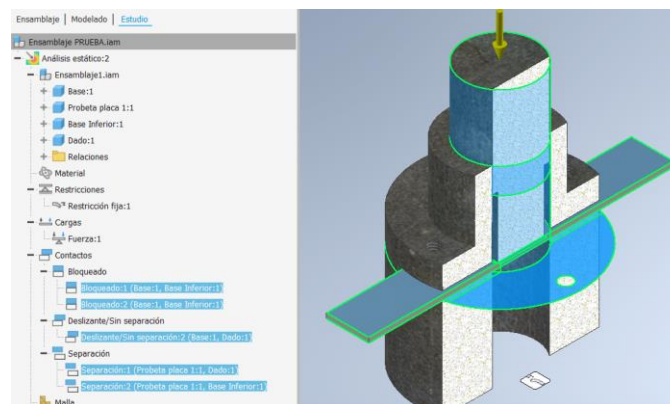 Ensamblaje | Modelado | Estudio
Ensamblaje PRUEBA.iam
Análisis estático:2
Ensamblaje1.iam
Base:1
Probeta placa 1:1
Base Inferior:1
Dado:1
Relaciones
Material
Restricciones
Restricción fija:1
Cargas
Fuerza:1
Contactos
Bloqueado
Bloqueado:1 (Base:1, Base Inferior:1)
Bloqueado:2 (Base:1, Base Inferior:1)
Deslizante/Sin separación
Deslizante/Sin separación:2 (Base:1, Dado:1)
Separación
Separación:1 (Probeta placa 1:1, Dado:1)
Separación:2 (Probeta placa 1:1, Base Inferior:1)
Malla